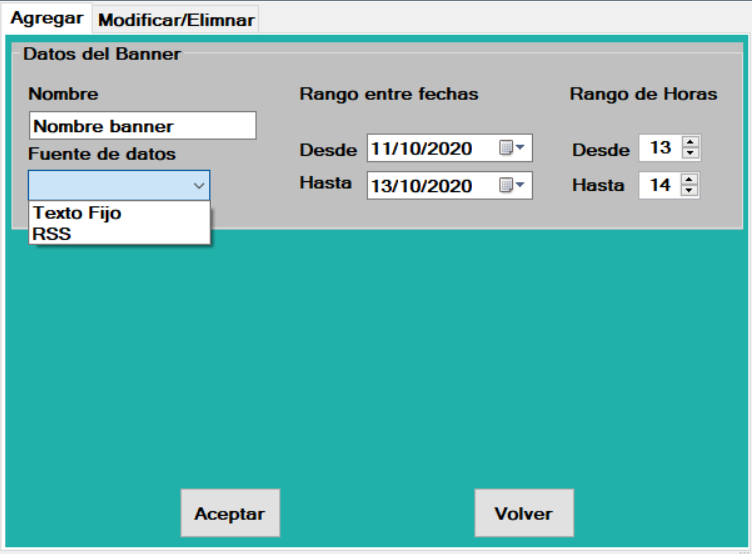 Agregar Modificar/Elimnar
Datos del Banner
Nombre
Nombre banner
Fuente de datos
Texto Fijo
RSS
Rango entre fechas
Desde 11/10/2020
Hasta 13/10/2020
Rango de Horas
Desde 13
Hasta 14
Aceptar
Volver